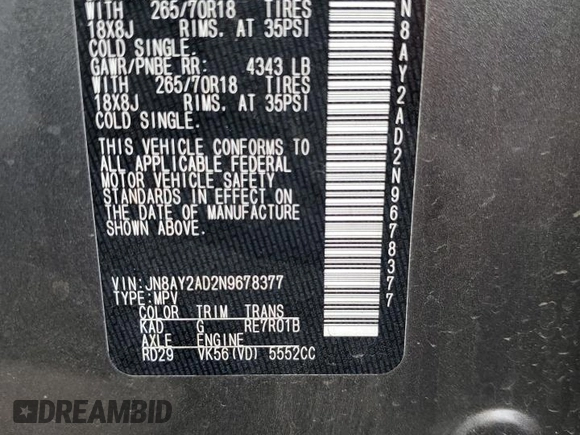 WITH 265/70R18 TIRES
18X8J RIMS. AT 35PSI
COLD SINGLE.
GAWR/PNBE RR: 4343 LB
WITH 265/70R18 TIRES
18X8J RIMS. AT 35PSI
COLD SINGLE.
THIS VEHICLE CONFORMS TO
ALL APPLICABLE FEDERAL
MOTOR VEHICLE SAFETY
STANDARDS IN EFFECT ON
THE DATE OF MANUFACTURE
SHOWN ABOVE.
VIN:JN8AY2AD2N9678377
TYPE:MPV
COLOR TRIM TRANS
KAD G RE7R01B
AXLE ENGINE
RD29 VK56(VD) 5552CC
N8AY2AD2N9678377
DREAMBID